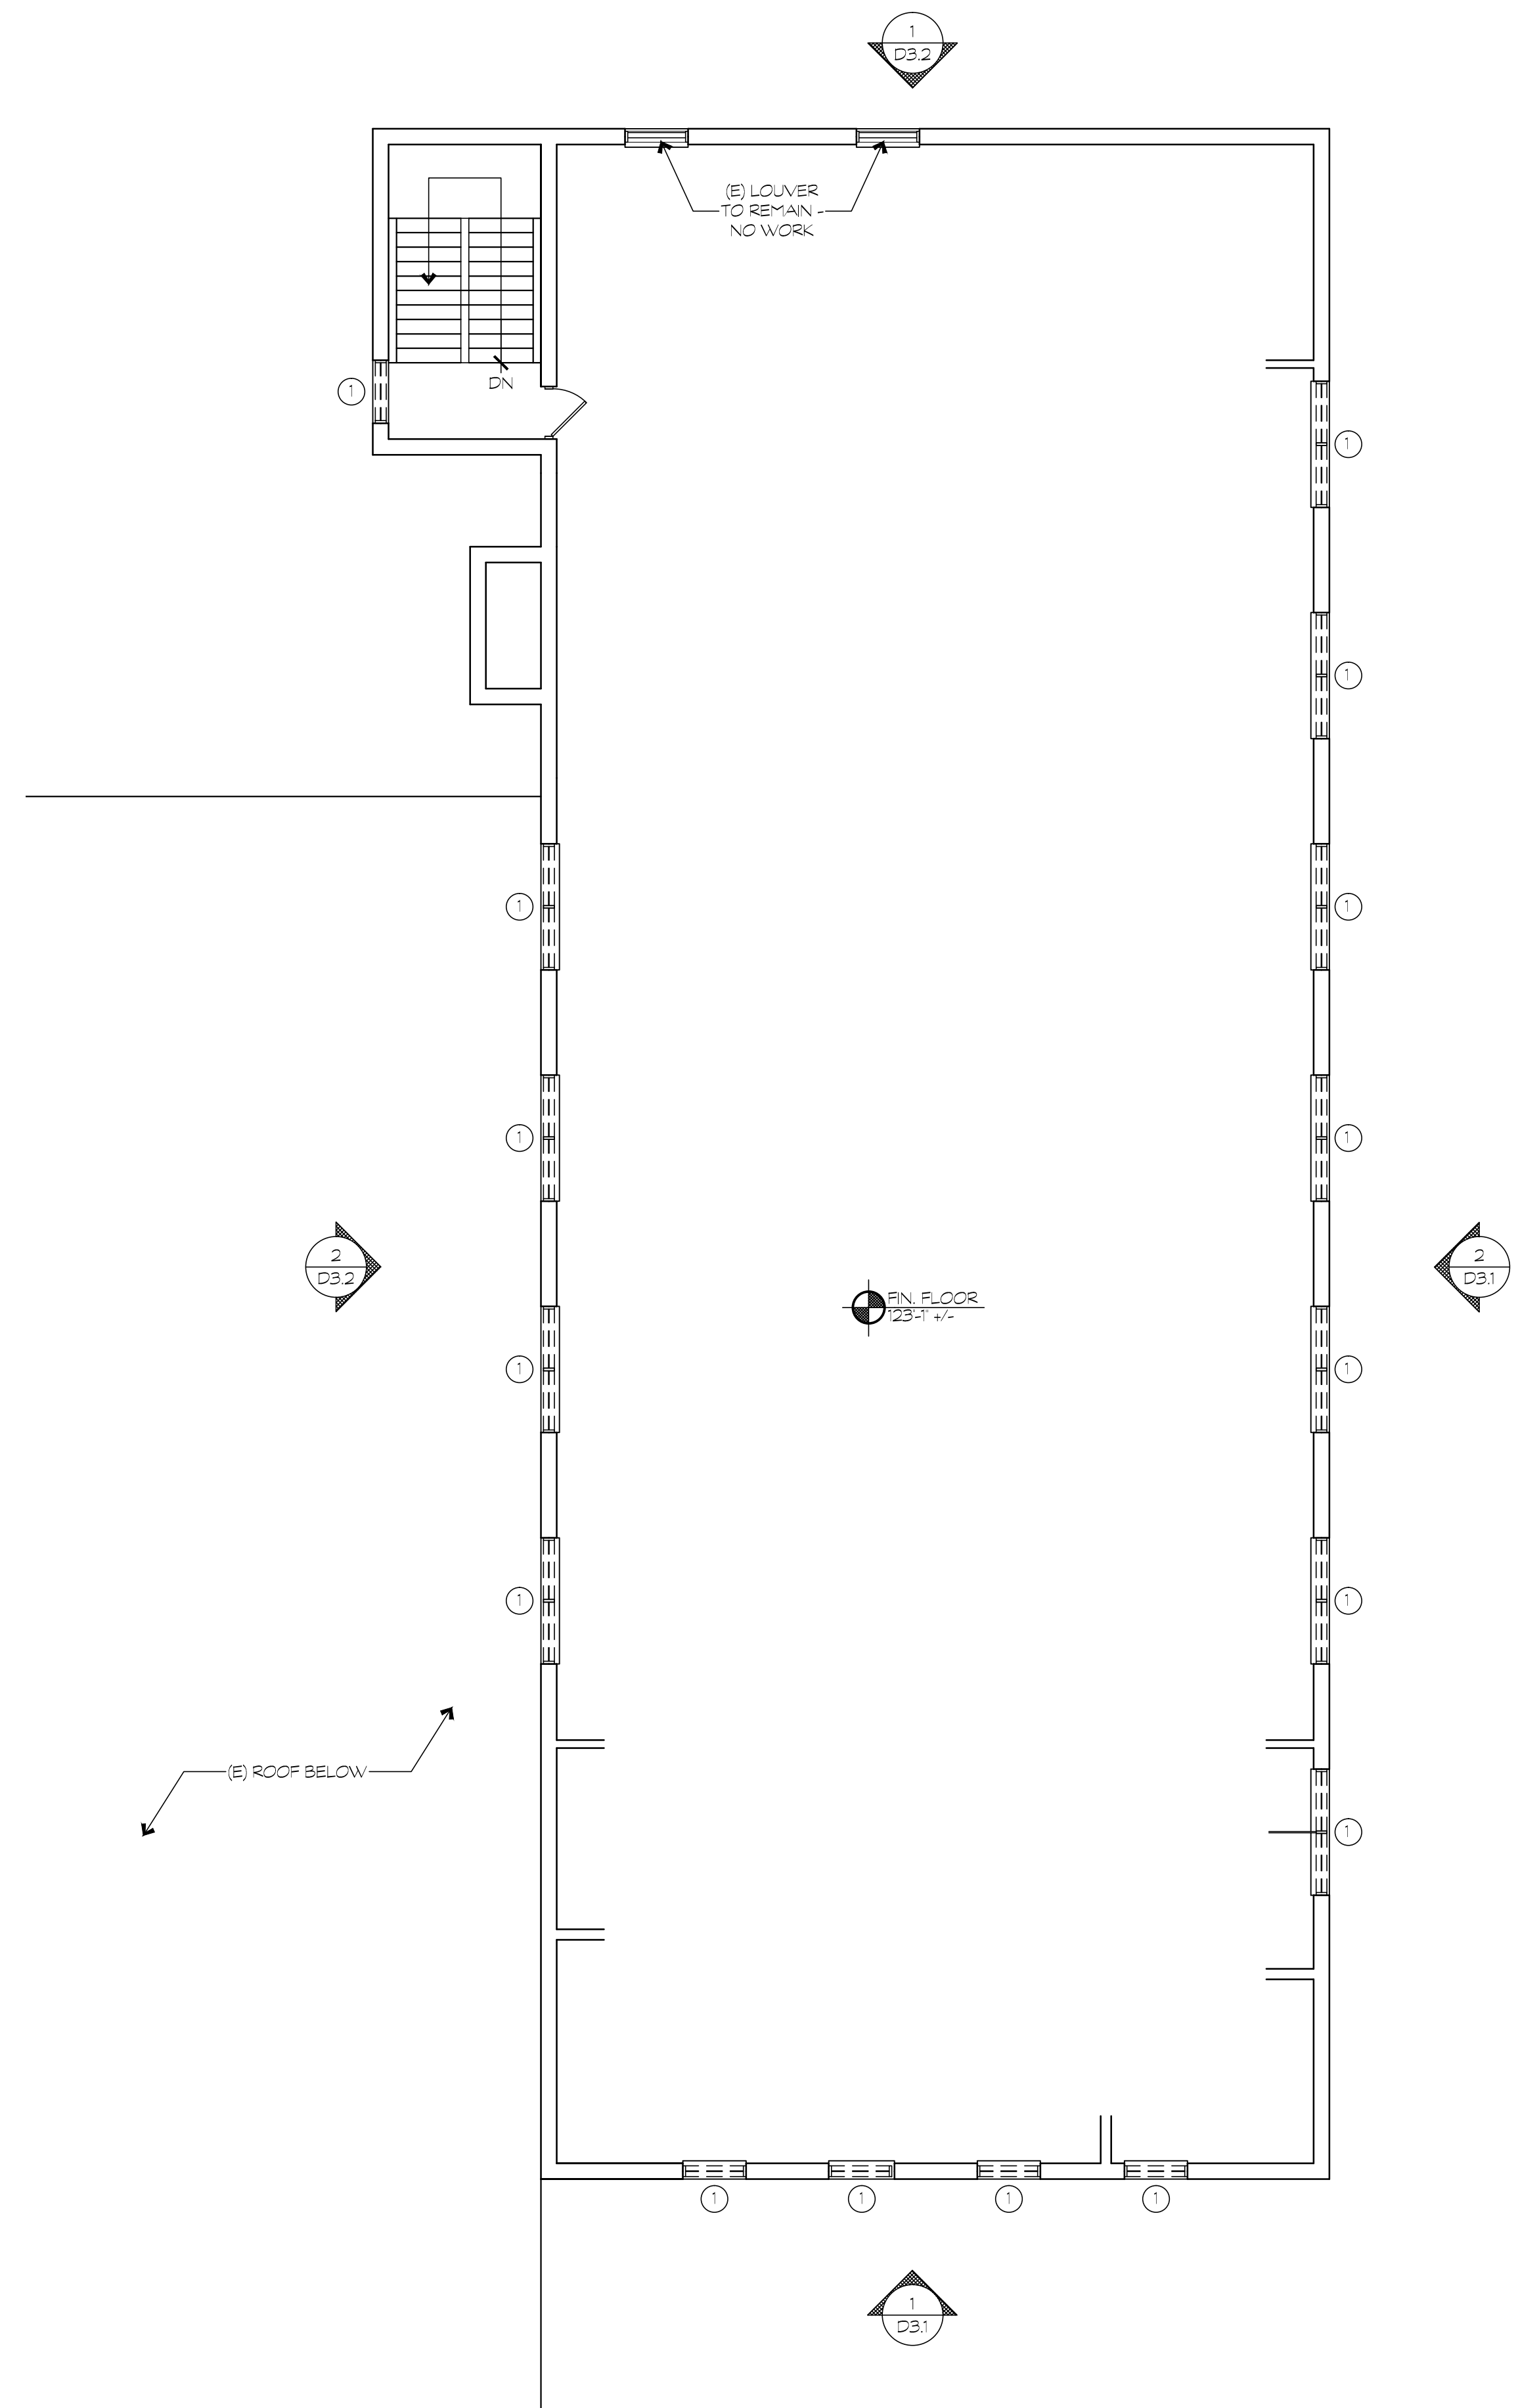 1
D3.2
(E) LOUVER
TO REMAIN -
NO WORK
DN
1
1
1
1
1
1
1
2
D3.2
2
D3.1
FIN. FLOOR
123'-1" +/-
1
1
1
1
(E) ROOF BELOW
1
1
1
1
1
1
D3.1